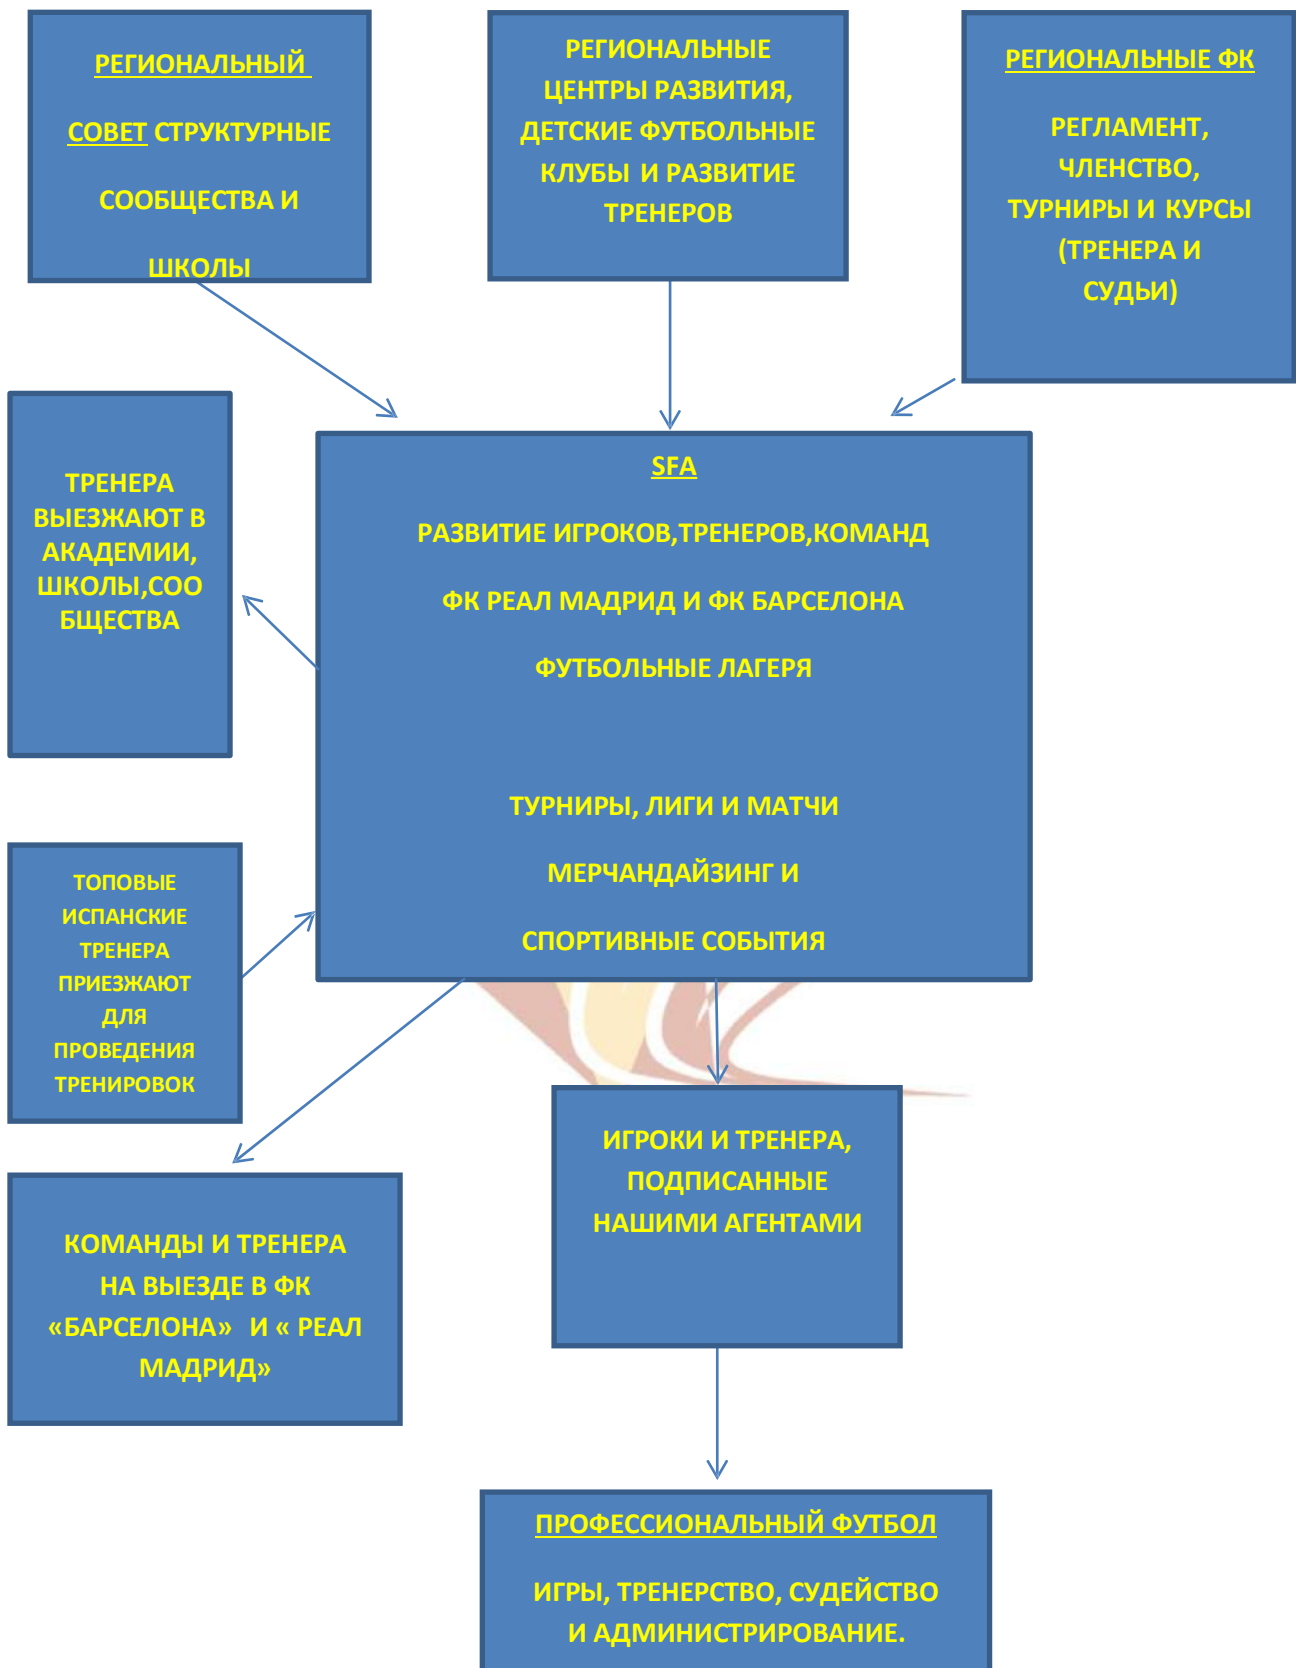 РЕГИОНАЛЬНЫЙ
СОВЕТ СТРУКТУРНЫЕ
СООБЩЕСТВА И
ШКОЛЫ
РЕГИОНАЛЬНЫЕ
ЦЕНТРЫ РАЗВИТИЯ,
ДЕТСКИЕ ФУТБОЛЬНЫЕ
КЛУБЫ И РАЗВИТИЕ
ТРЕНЕРОВ
РЕГИОНАЛЬНЫЕ ФК
РЕГЛАМЕНТ,
ЧЛЕНСТВО,
ТУРНИРЫ И КУРСЫ
(ТРЕНЕРА И
СУДЬИ)
ТРЕНЕРА
ВЫЕЗЖАЮТ В
АКАДЕМИИ,
ШКОЛЫ,СОО
БЩЕСТВА
SFA
РАЗВИТИЕ ИГРОКОВ,ТРЕНЕРОВ,КОМАНД
ФК РЕАЛ МАДРИД И ФК БАРСЕЛОНА
ФУТБОЛЬНЫЕ ЛАГЕРЯ
ТУРНИРЫ, ЛИГИ И МАТЧИ
МЕРЧАНДАЙЗИНГ И
СПОРТИВНЫЕ СОБЫТИЯ
ТОПОВЫЕ
ИСПАНСКИЕ
ТРЕНЕРА
ПРИЕЗЖАЮТ
ДЛЯ
ПРОВЕДЕНИЯ
ТРЕНИРОВОК
ИГРОКИ И ТРЕНЕРА,
ПОДПИСАННЫЕ
НАШИМИ АГЕНТАМИ
КОМАНДЫ И ТРЕНЕРА
НА ВЫЕЗДЕ В ФК
«БАРСЕЛОНА» И « РЕАЛ
МАДРИД»
ПРОФЕССИОНАЛЬНЫЙ ФУТБОЛ
ИГРЫ, ТРЕНЕРСТВО, СУДЕЙСТВО
И АДМИНИСТРИРОВАНИЕ.